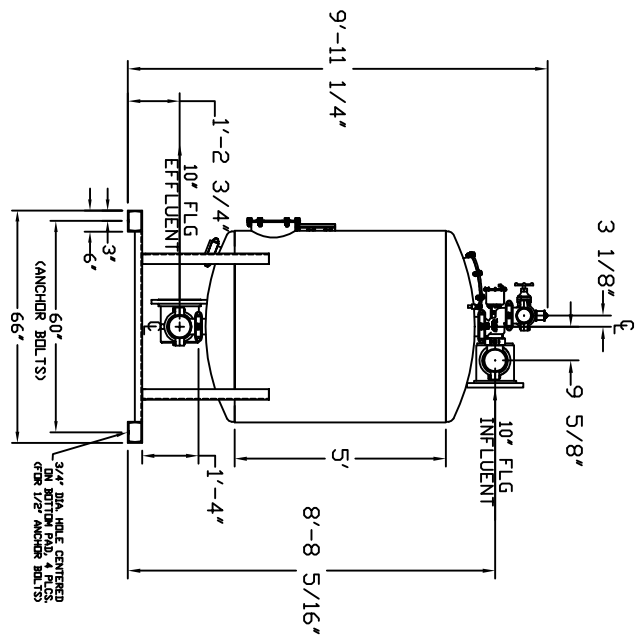 9'-11 1/4"
1'-2 3/4"
10" FLG
EFFLUENT
3"
6"
60"
(ANCHOR BOLTS)
66"
3/4" DIA. HOLE CENTERED
ON BOTTOM PAD, 4 PLCS.
(FOR 1/2" ANCHOR BOLTS)
1'-4"
5'
3 1/8"
CL
CL
9 5/8"
10" FLG
INFLUENT
8'-8 5/16"